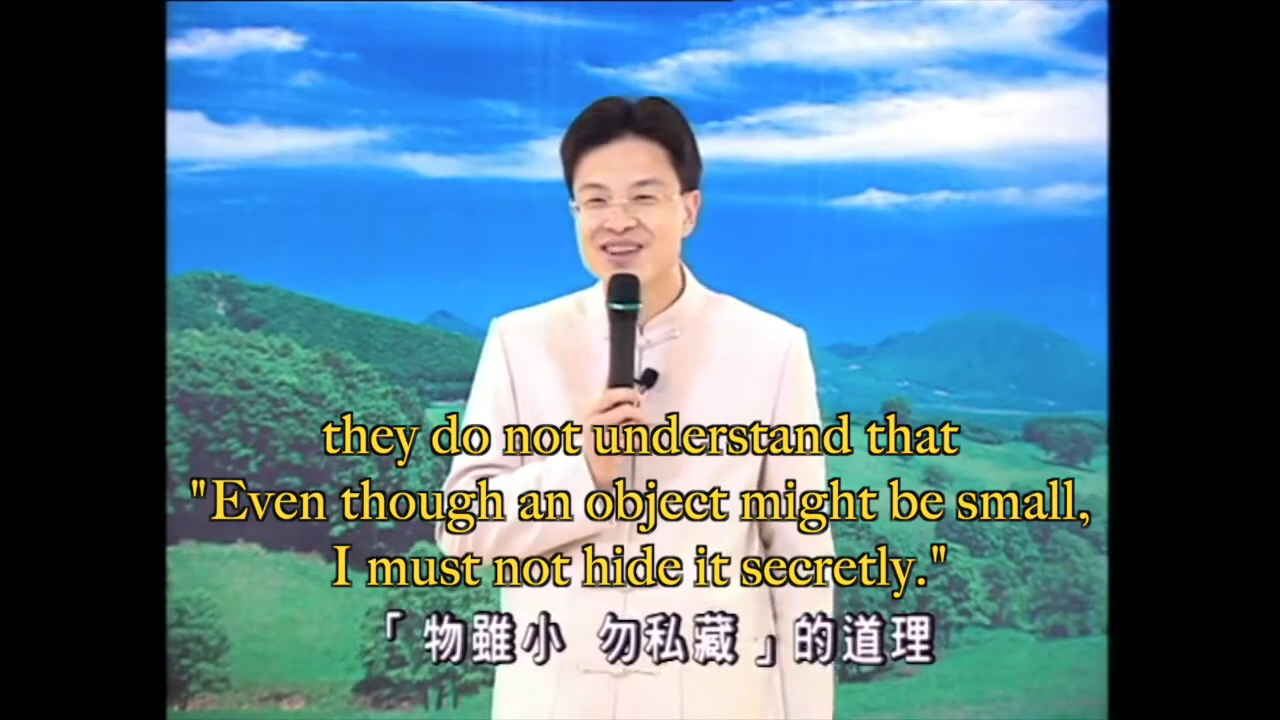 they do not understand that
"Even though an object might be small,
I must not hide it secretly."
「物雖小 勿私藏」的道理